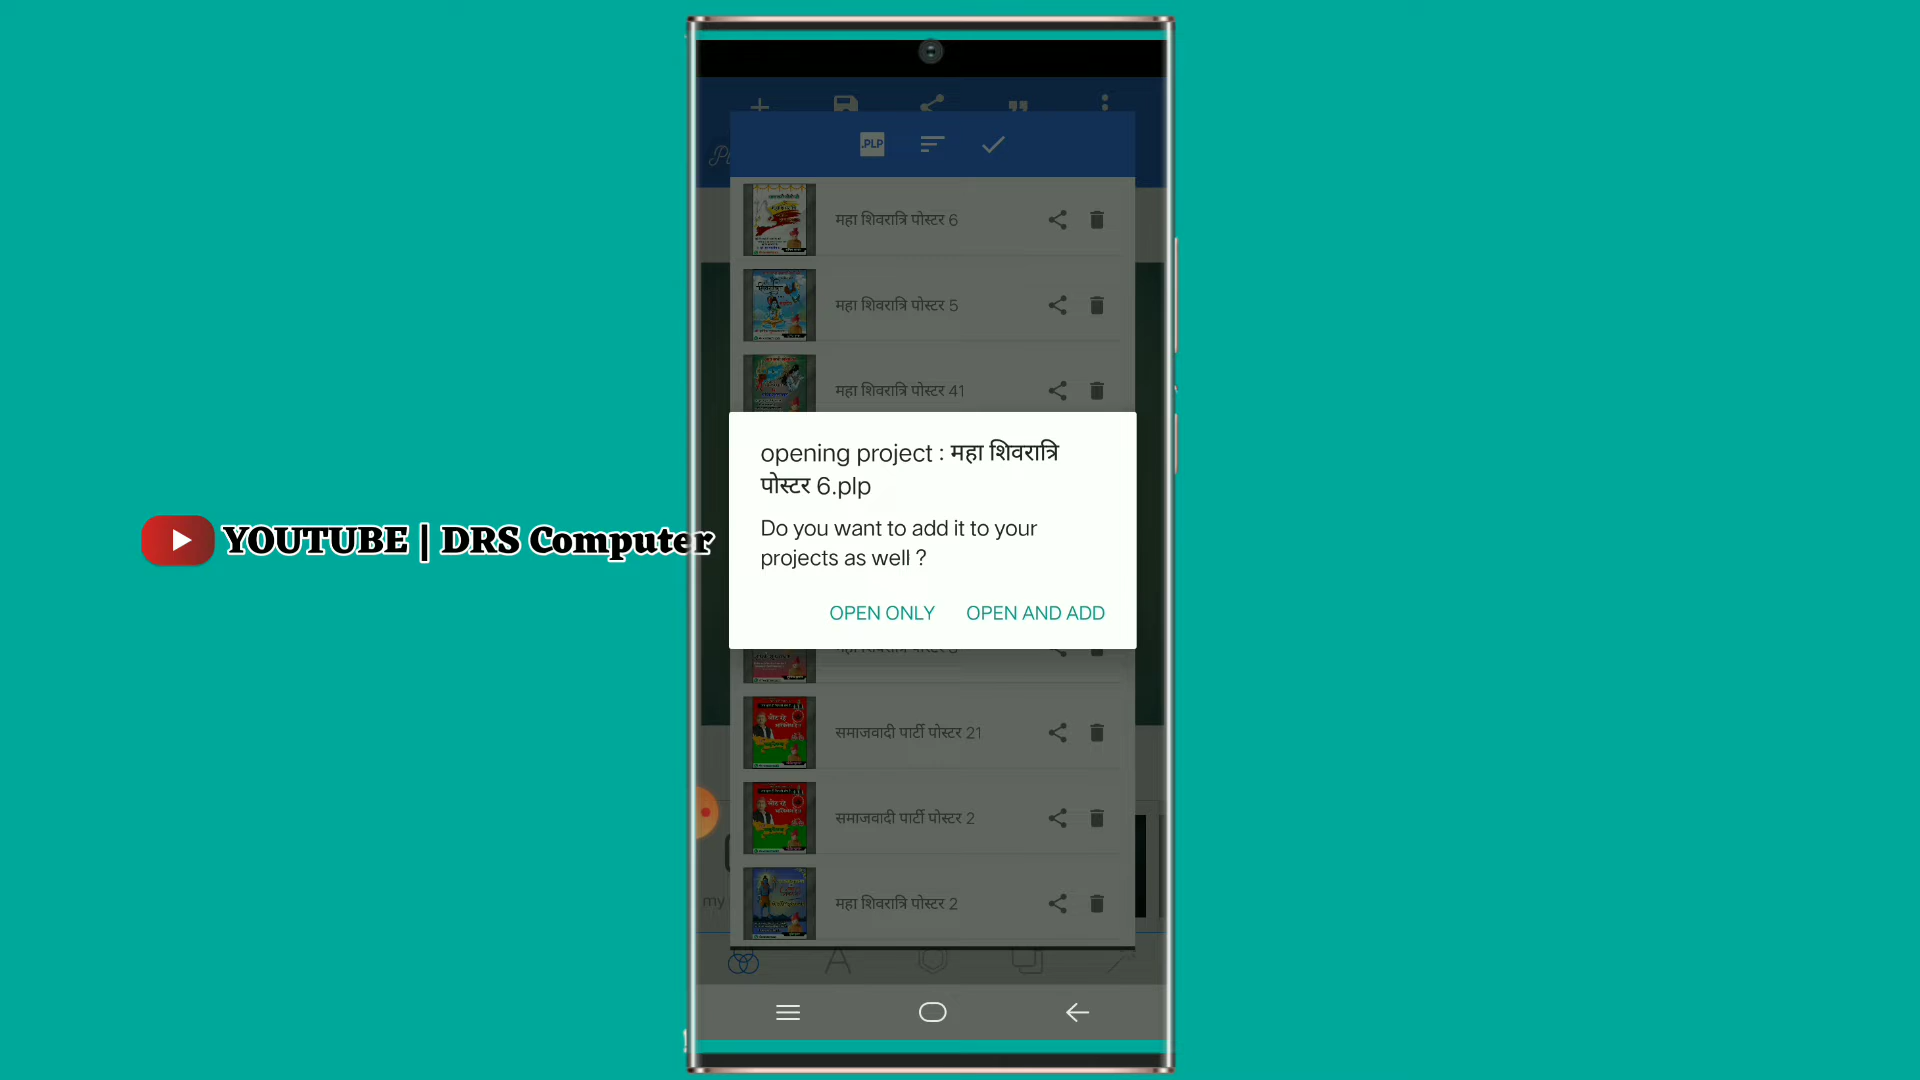 .PLP
महा शिवरात्रि पोस्टर 6
महा शिवरात्रि पोस्टर 5
महा शिवरात्रि पोस्टर 41
opening project : महा शिवरात्रि
पोस्टर 6.plp
Do you want to add it to your
projects as well ?
OPEN ONLY OPEN AND ADD
YOUTUBE | DRS Computer
समाजवादी पार्टी पोस्टर 21
समाजवादी पार्टी पोस्टर 2
महा शिवरात्रि पोस्टर 2
my